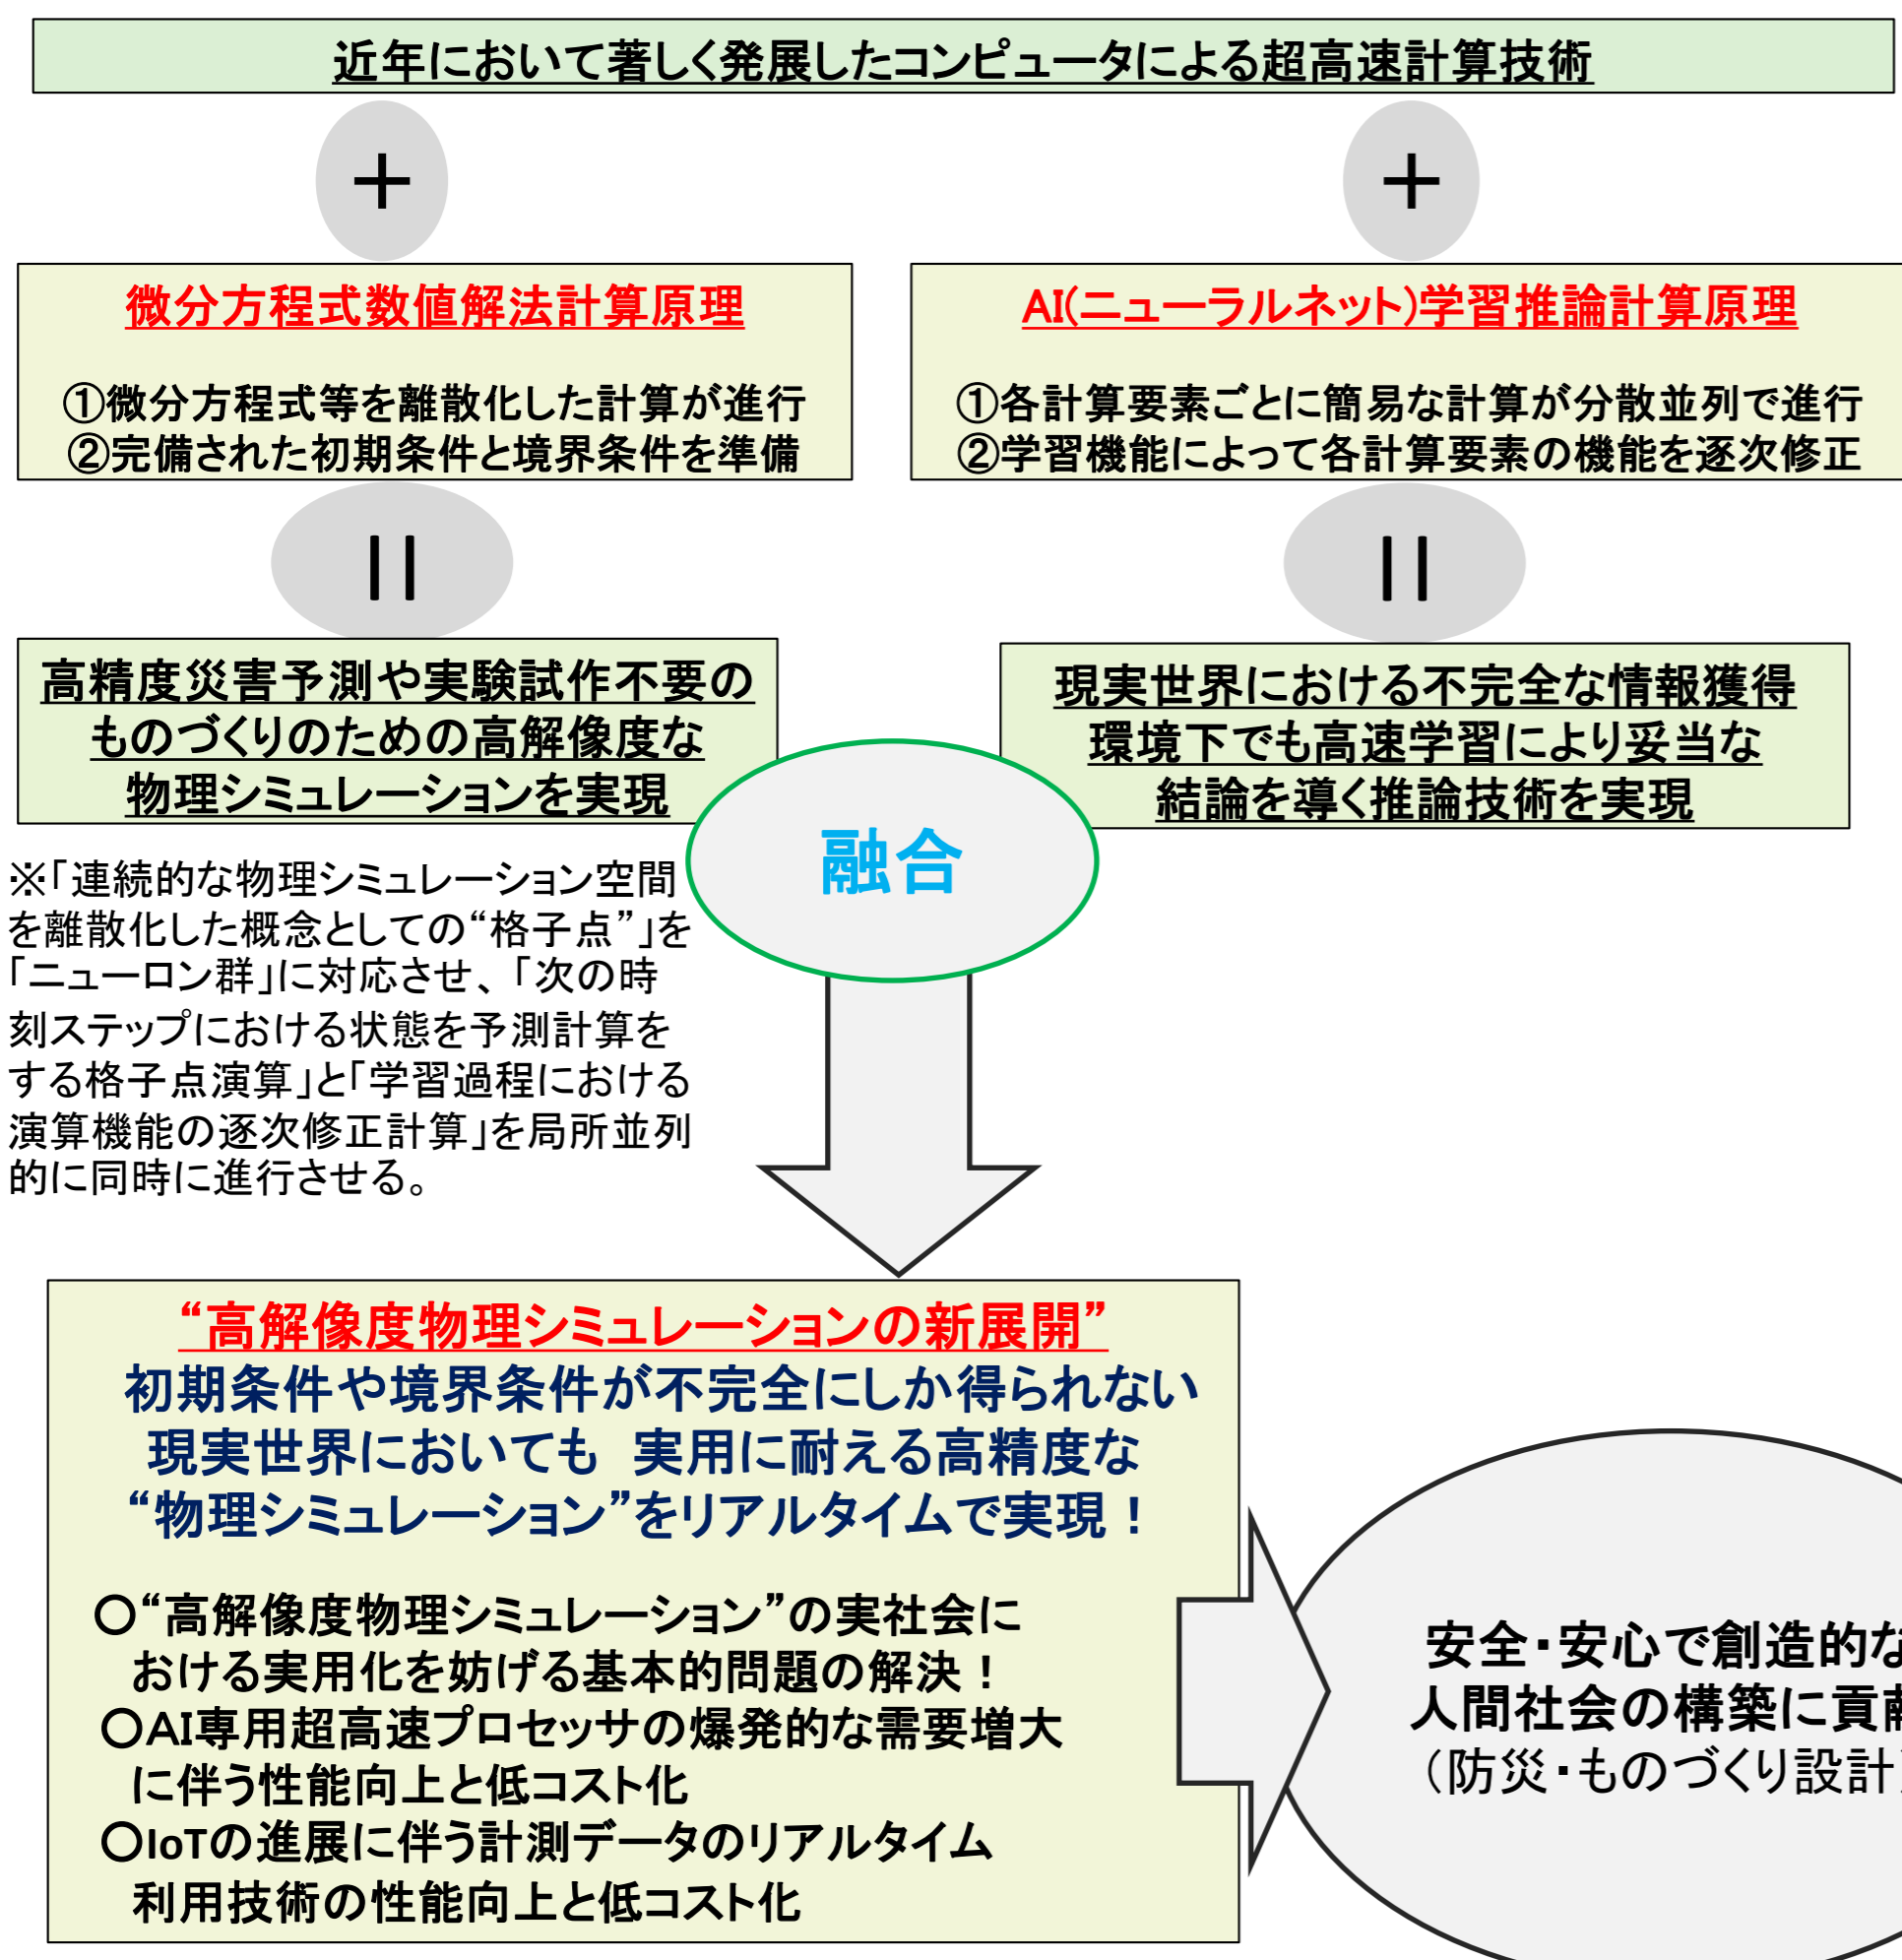 近年において著しく発展したコンピュータによる超高速計算技術
＋
＋
微分方程式数値解法計算原理
①微分方程式等を離散化した計算が進行
②完備された初期条件と境界条件を準備
AI(ニューラルネット)学習推論計算原理
①各計算要素ごとに簡易な計算が分散並列で進行
②学習機能によって各計算要素の機能を逐次修正
||
||
高精度災害予測や実験試作不要の
ものづくりのための高解像度な
物理シミュレーションを実現
現実世界における不完全な情報獲得
環境下でも高速学習により妥当な
結論を導く推論技術を実現
融合
※「連続的な物理シミュレーション空間
を離散化した概念としての“格子点”」を
「ニューロン群」に対応させ、「次の時
刻ステップにおける状態を予測計算を
する格子点演算」と「学習過程における
演算機能の逐次修正計算」を局所並列
的に同時に進行させる。
“高解像度物理シミュレーションの新展開”
初期条件や境界条件が不完全にしか得られない
現実世界においても　実用に耐える高精度な
“物理シミュレーション”をリアルタイムで実現！
○“高解像度物理シミュレーション”の実社会に
おける実用化を妨げる基本的問題の解決！
○AI専用超高速プロセッサの爆発的な需要増大
に伴う性能向上と低コスト化
○IoTの進展に伴う計測データのリアルタイム
利用技術の性能向上と低コスト化
安全・安心で創造的な
人間社会の構築に貢献
（防災・ものづくり設計）